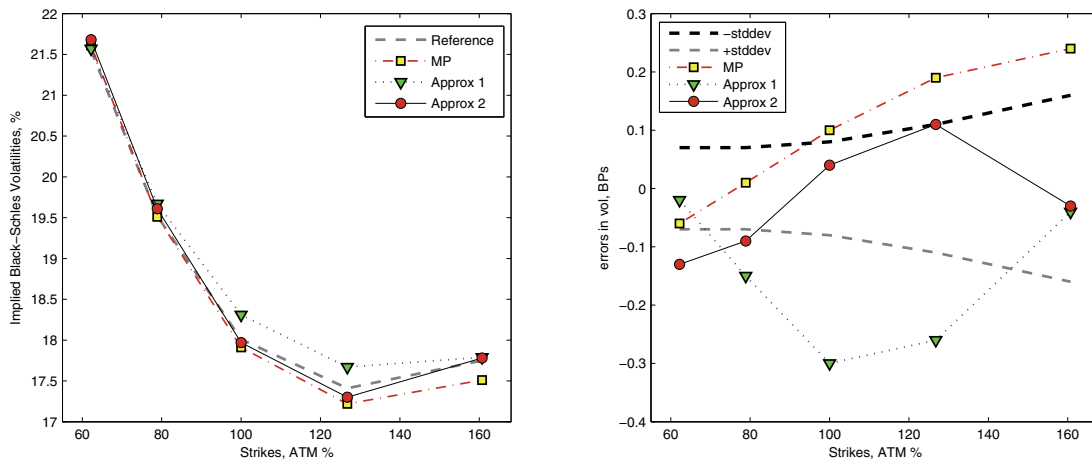 Implied Black−Schles Volatilities, %
22
21.5
21
20.5
20
19.5
19
18.5
18
17.5
17
60 80 100 120 140 160
Strikes, ATM %
Reference
MP
Approx 1
Approx 2
errors in vol, BPs
0.3
0.2
0.1
0
−0.1
−0.2
−0.3
−0.4
60 80 100 120 140 160
Strikes, ATM %
−stddev
+stddev
MP
Approx 1
Approx 2